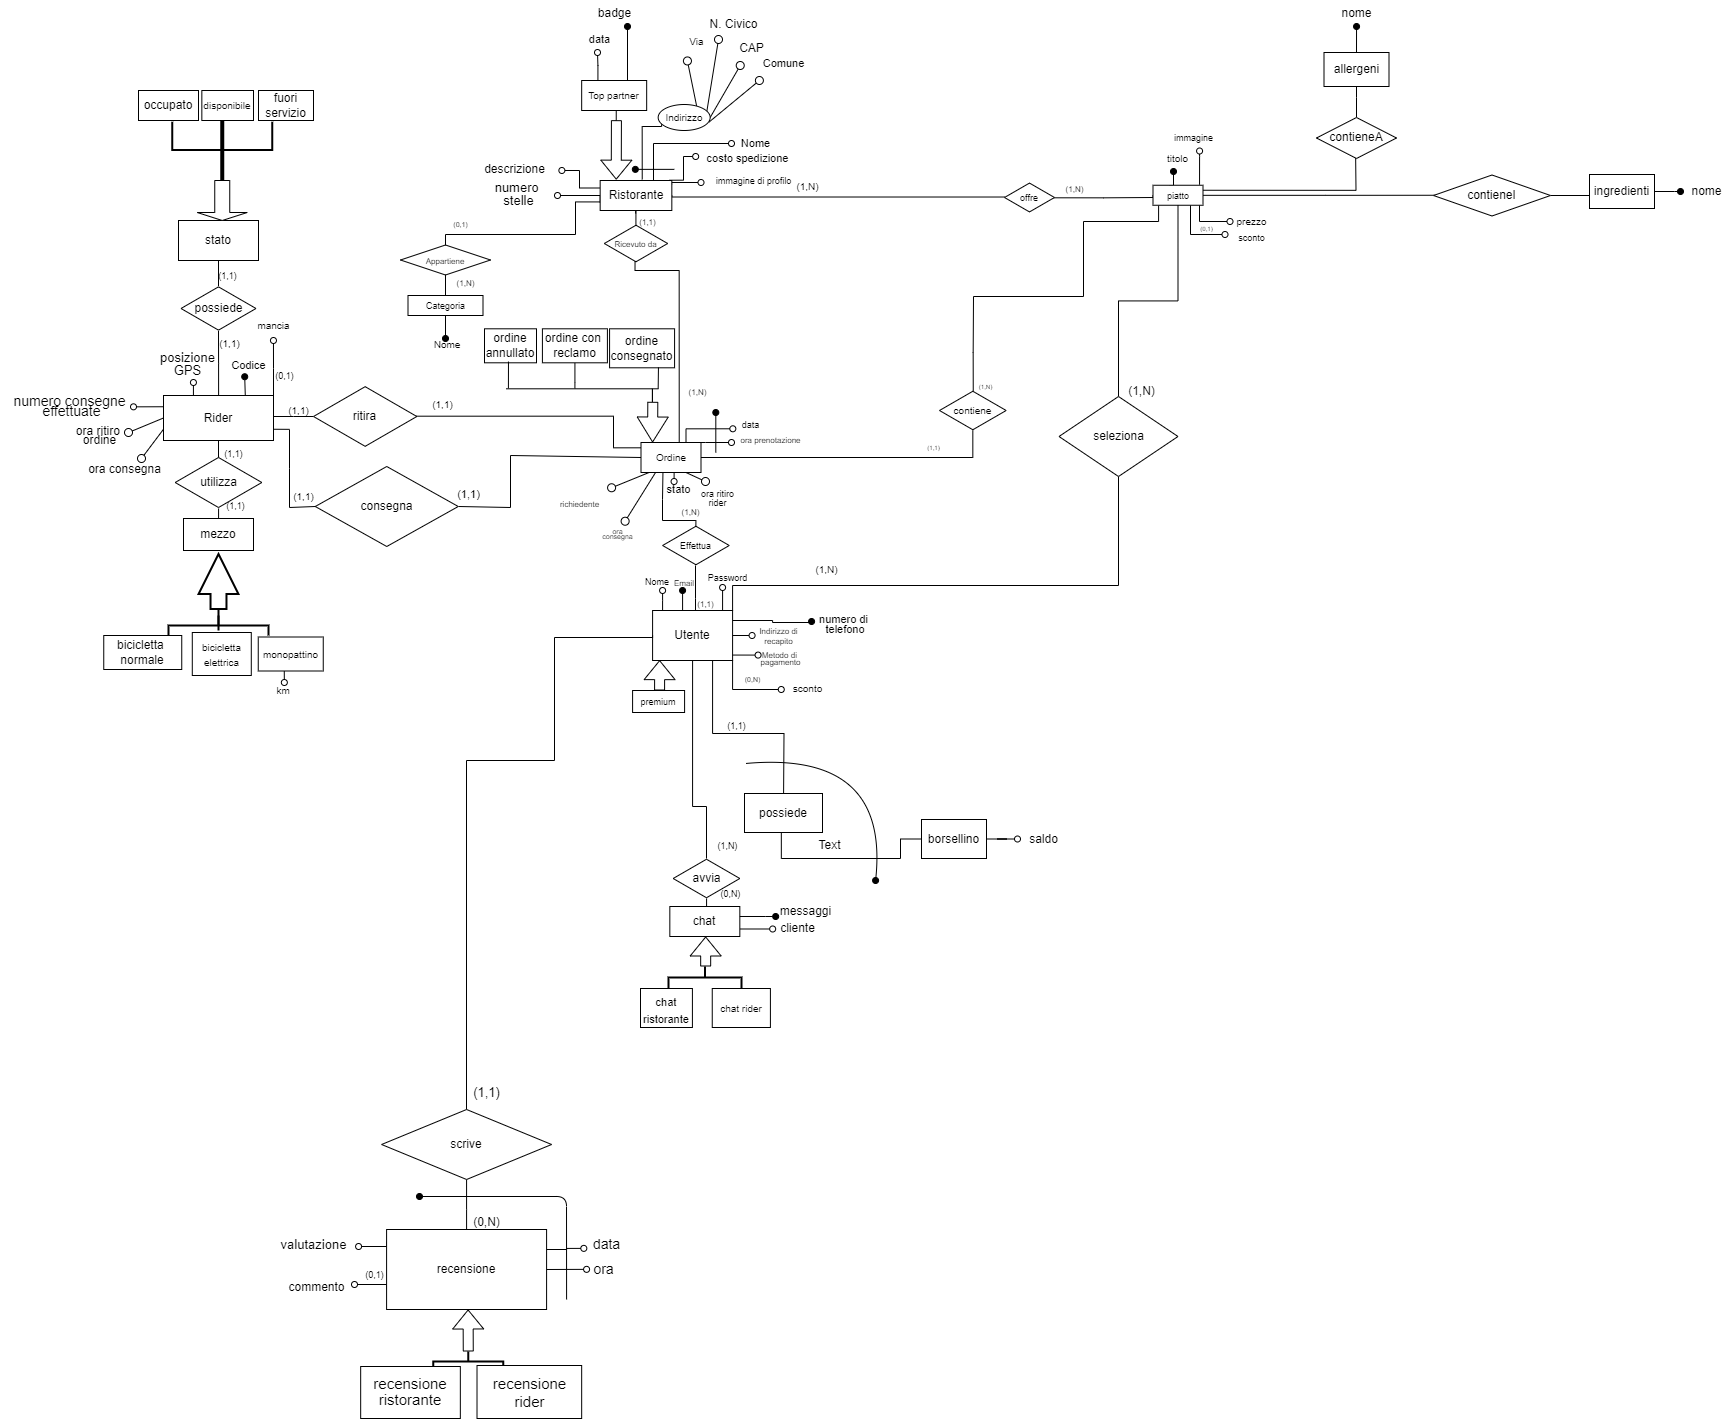 badge
nome
data
N. Civico
Via
CAP
Comune
allergeni
Top partner
occupato
disponibile
fuori
servizio
Indirizzo
contieneA
immagine
Nome
costo spedizione
titolo
descrizione
immagine di profilo
numero
stelle
Ristorante
(1,N)
offre
(1,N)
piatto
contieneI
ingredienti
nome
prezzo
(0,1)
sconto
(0,1)
(1,1)
stato
Ricevuto da
Appartiene
(1,1)
(1,N)
possiede
Categoria
mancia
Nome
ordine
annullato
ordine con
reclamo
ordine
consegnato
(1,1)
posizione
GPS
Codice
(0,1)
(1,N)
(1,N)
(1,N)
numero consegne
effettuate
Rider
(1,1)
ritira
(1,1)
contiene
ora ritiro
ordine
data
ora prenotazione
seleziona
(1,1)
ora consegna
(1,1)
Ordine
utilizza
(1,1)
consegna
(1,1)
stato
ora ritiro
rider
richiedente
(1,1)
(1,N)
mezzo
ora
consegna
Effettua
(1,N)
Nome
Email
Password
(1,1)
numero di
telefono
Utente
Indirizzo di
recapito
Metodo di
pagamento
bicicletta
normale
bicicletta
elettrica
monopattino
km
(0,N)
sconto
premium
(1,1)
possiede
Text
borsellino
saldo
(1,N)
avvia
(0,N)
chat
messaggi
cliente
chat
ristorante
chat rider
(1,1)
scrive
(0,N)
valutazione
data
recensione
ora
(0,1)
commento
recensione
ristorante
recensione
rider